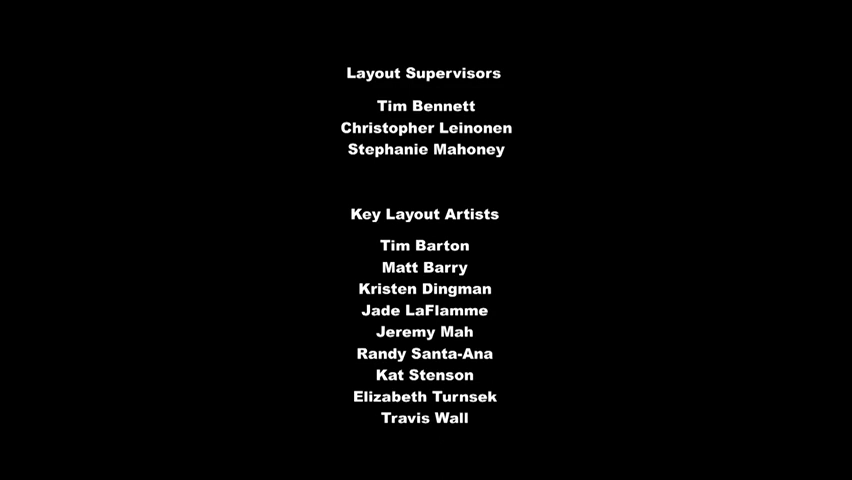 Layout Supervisors
Tim Bennett
Christopher Leinonen
Stephanie Mahoney
Key Layout Artists
Tim Barton
Matt Barry
Kristen Dingman
Jade LaFlamme
Jeremy Mah
Randy Santa-Ana
Kat Stenson
Elizabeth Turnsek
Travis Wall